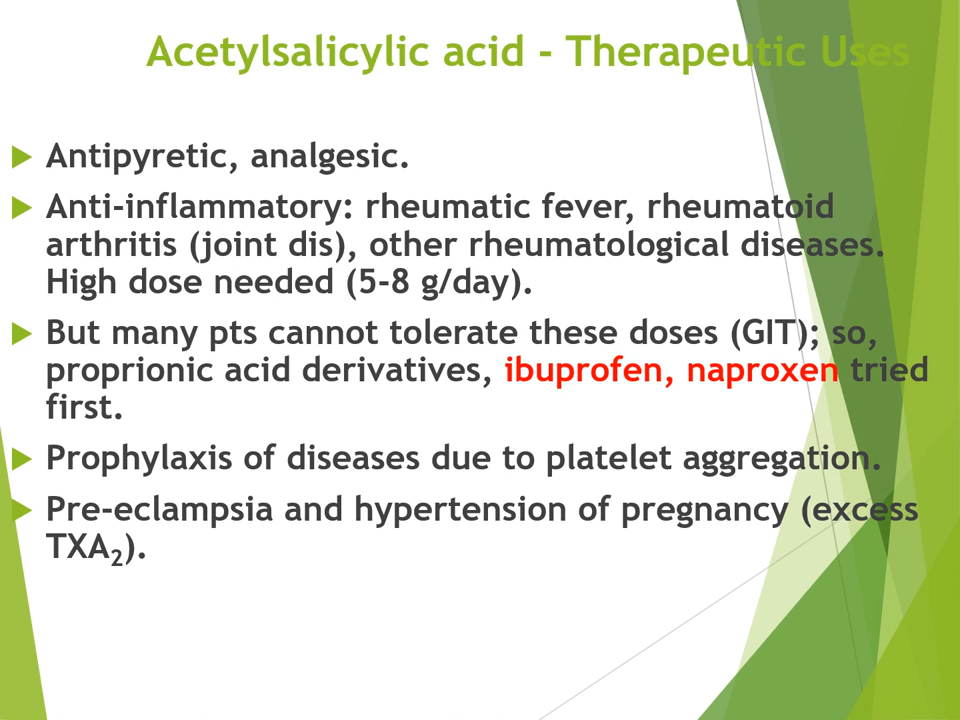 Acetylsalicylic acid - Therapeutic Uses
Antipyretic, analgesic.
Anti-inflammatory: rheumatic fever, rheumatoid
arthritis (joint dis), other rheumatological diseases.
High dose needed (5-8 g/day).
But many pts cannot tolerate these doses (GIT); so,
proprionic acid derivatives, ibuprofen, naproxen tried
first.
Prophylaxis of diseases due to platelet aggregation.
Pre-eclampsia and hypertension of pregnancy (excess
TXA₂).